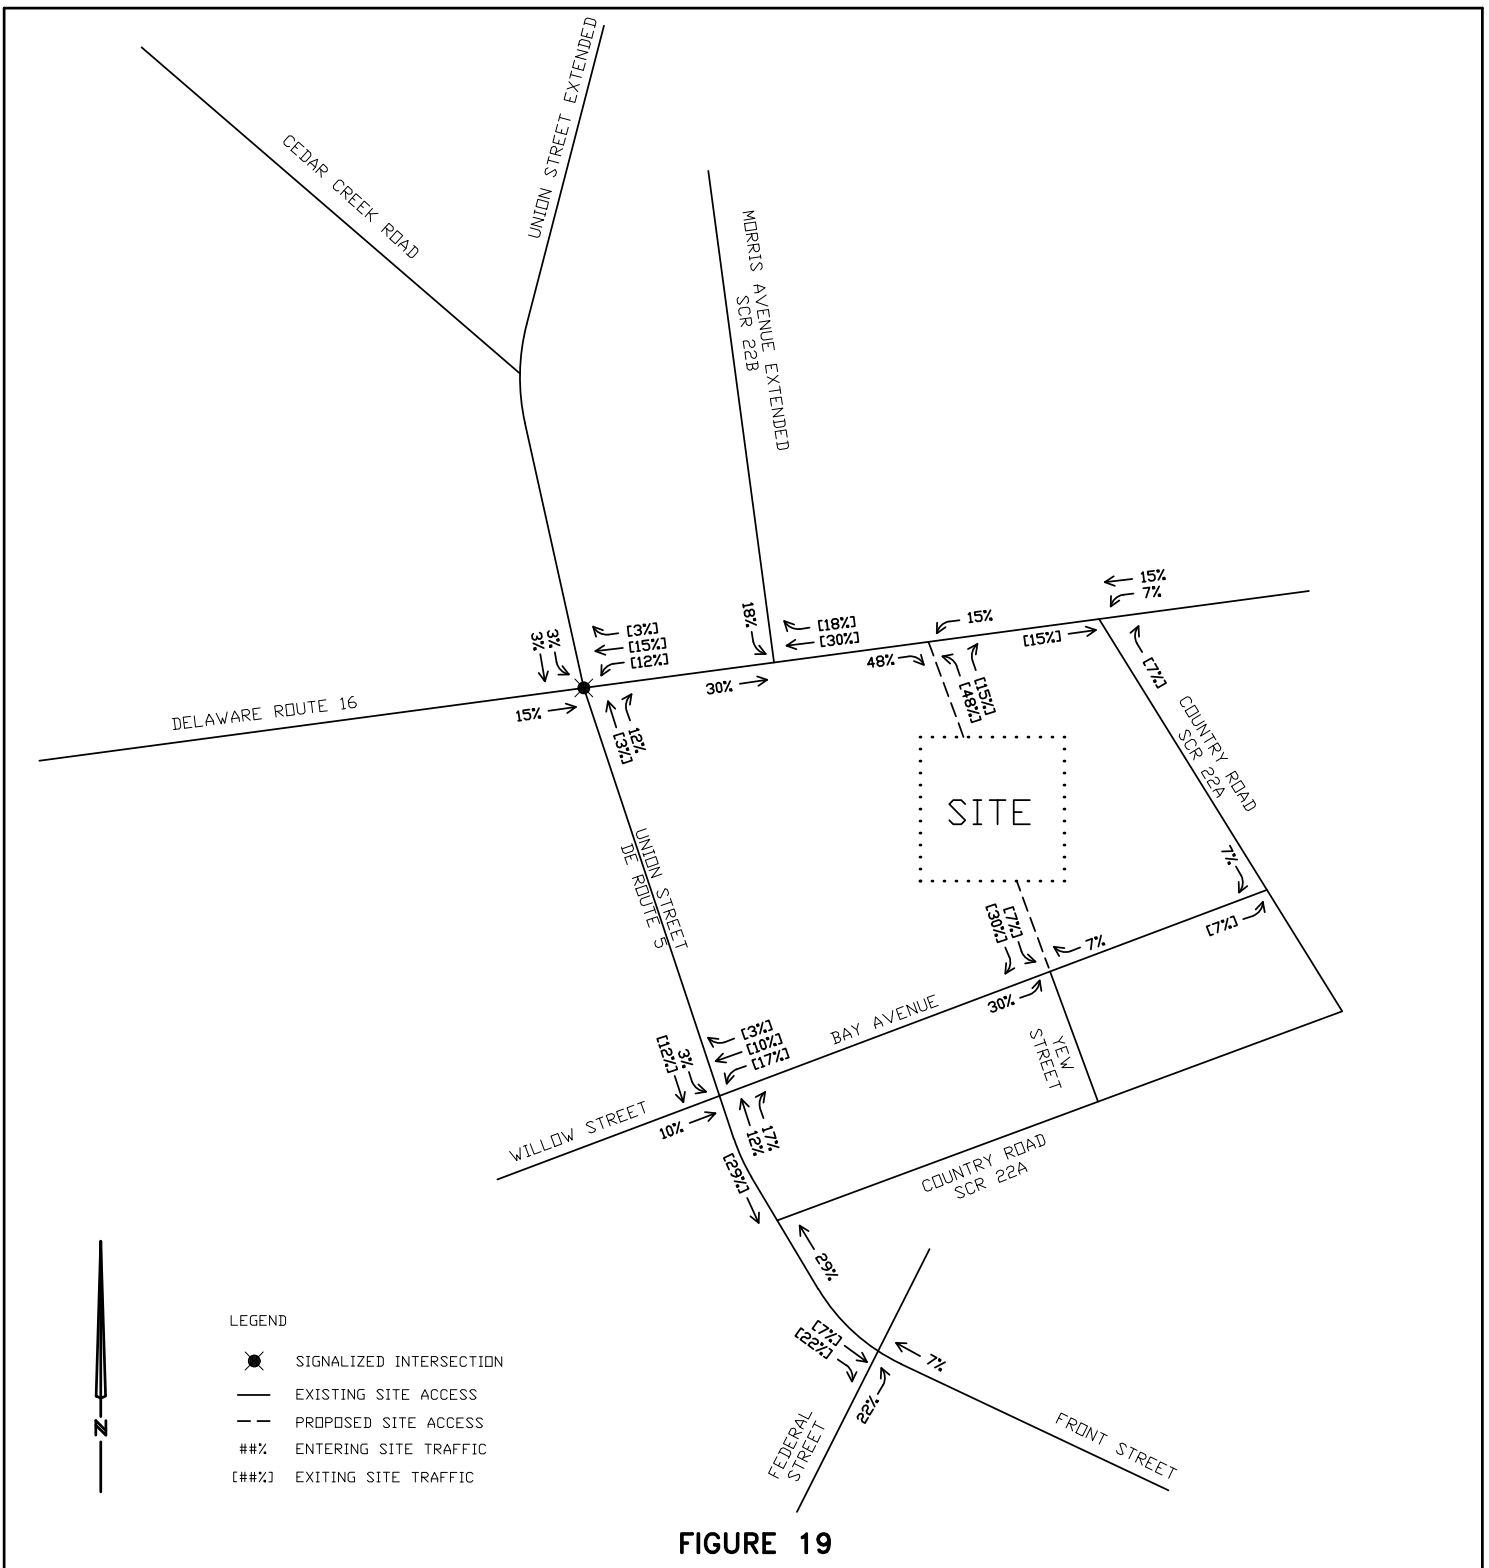 CEDAR CREEK ROAD
UNION STREET EXTENDED
MORRIS AVENUE EXTENDED
SCR 22B
15%
7%
[3%]
[15%]
[12%]
3%
3%
18%
[18%]
[30%]
15%
[15%]
48%
[7%]
DELAWARE ROUTE 16
15%
30%
12%
[3%]
[15%]
[48%]
COUNTRY ROAD
SCR 22A
SITE
UNION STREET
DE ROUTE 5
7%
[7%]
[7%]
[30%]
7%
30%
BAY AVENUE
YEW
STREET
[3%]
[10%]
[17%]
3%
[12%]
WILLOW STREET
10%
17%
12%
[29%]
COUNTRY ROAD
SCR 22A
29%
[7%]
[22%]
7%
22%
FEDERAL
STREET
FRONT STREET
N
LEGEND
SIGNALIZED INTERSECTION
EXISTING SITE ACCESS
PROPOSED SITE ACCESS
##% ENTERING SITE TRAFFIC
[##%] EXITING SITE TRAFFIC
FIGURE 19